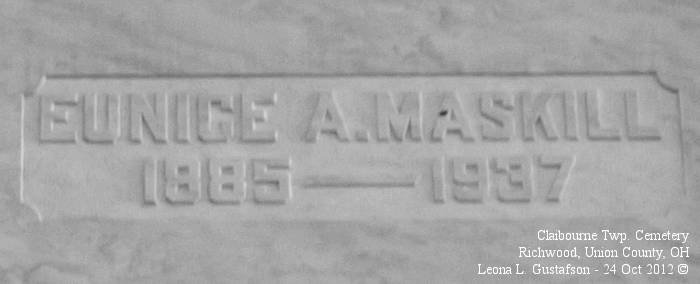 EUNICE A. MASKILL
1885 — 1937
Claibourne Twp. Cemetery
Richwood, Union County, OH
Leona L. Gustafson - 24 Oct 2012 ©